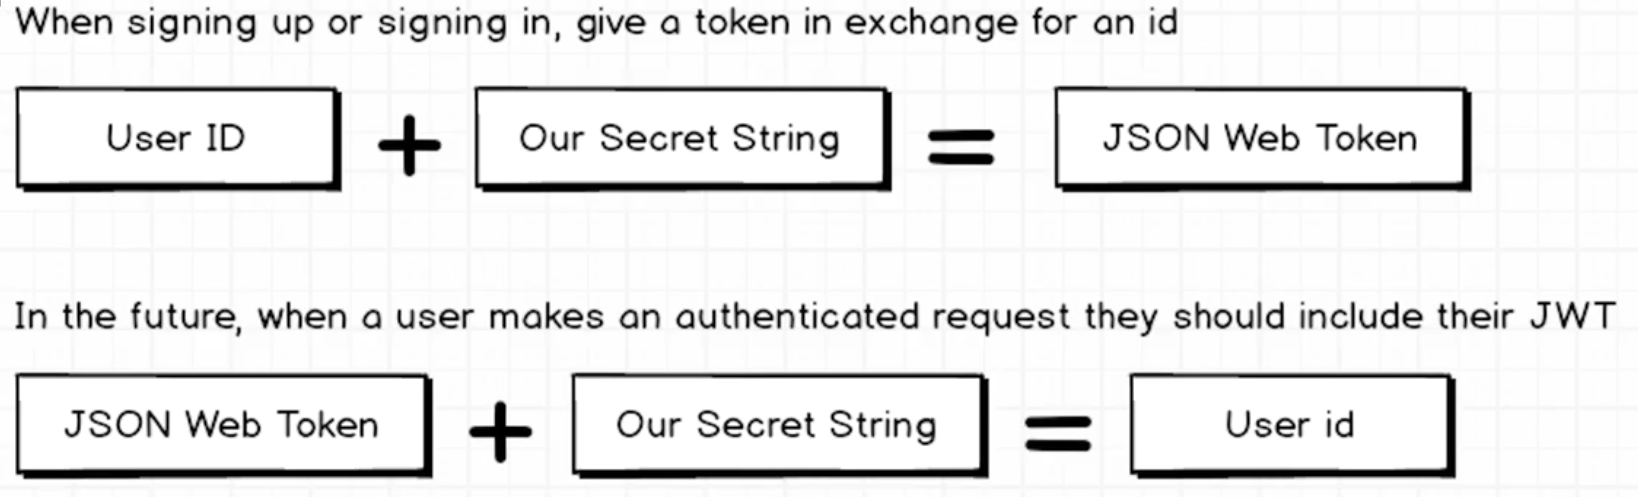 When signing up or signing in, give a token in exchange for an id
User ID + Our Secret String = JSON Web Token
In the future, when a user makes an authenticated request they should include their JWT
JSON Web Token + Our Secret String = User id